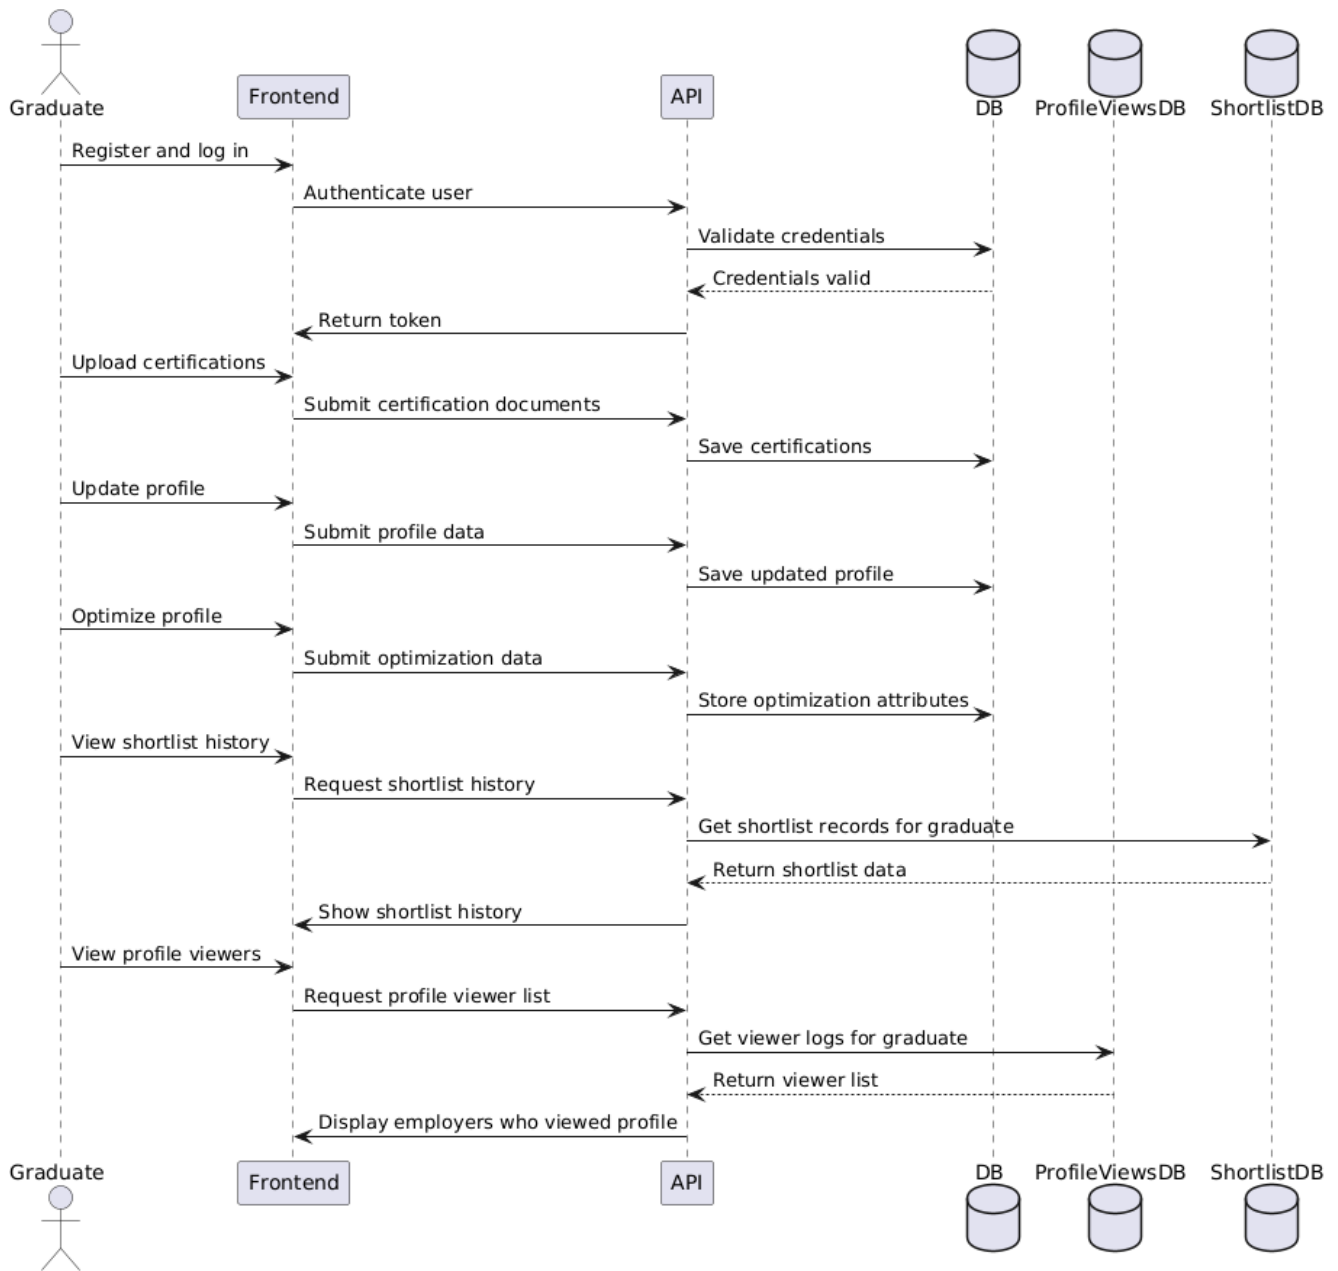 Graduate
Frontend
API
DB
ProfileViewsDB
ShortlistDB
Register and log in
Authenticate user
Validate credentials
Credentials valid
Return token
Upload certifications
Submit certification documents
Save certifications
Update profile
Submit profile data
Save updated profile
Optimize profile
Submit optimization data
Store optimization attributes
View shortlist history
Request shortlist history
Get shortlist records for graduate
Return shortlist data
Show shortlist history
View profile viewers
Request profile viewer list
Get viewer logs for graduate
Return viewer list
Display employers who viewed profile
Graduate
Frontend
API
DB
ProfileViewsDB
ShortlistDB